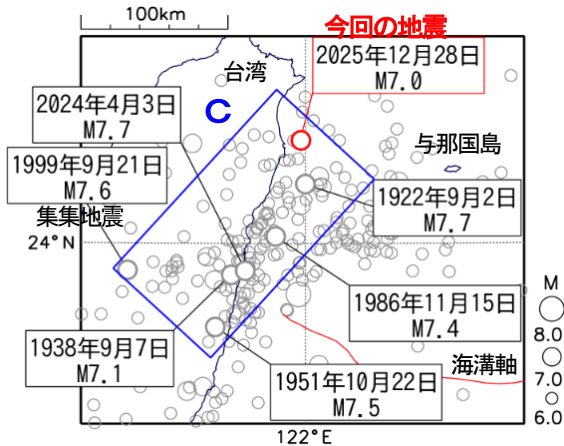 100km
今回の地震
2025年12月28日
M7.0
台湾
2024年4月3日
M7.7
C
与那国島
1999年9月21日
M7.6
集集地震
1922年9月2日
M7.7
24°N
1986年11月15日
M7.4
M
8.0
7.0
6.0
1938年9月7日
M7.1
海溝軸
1951年10月22日
M7.5
122°E